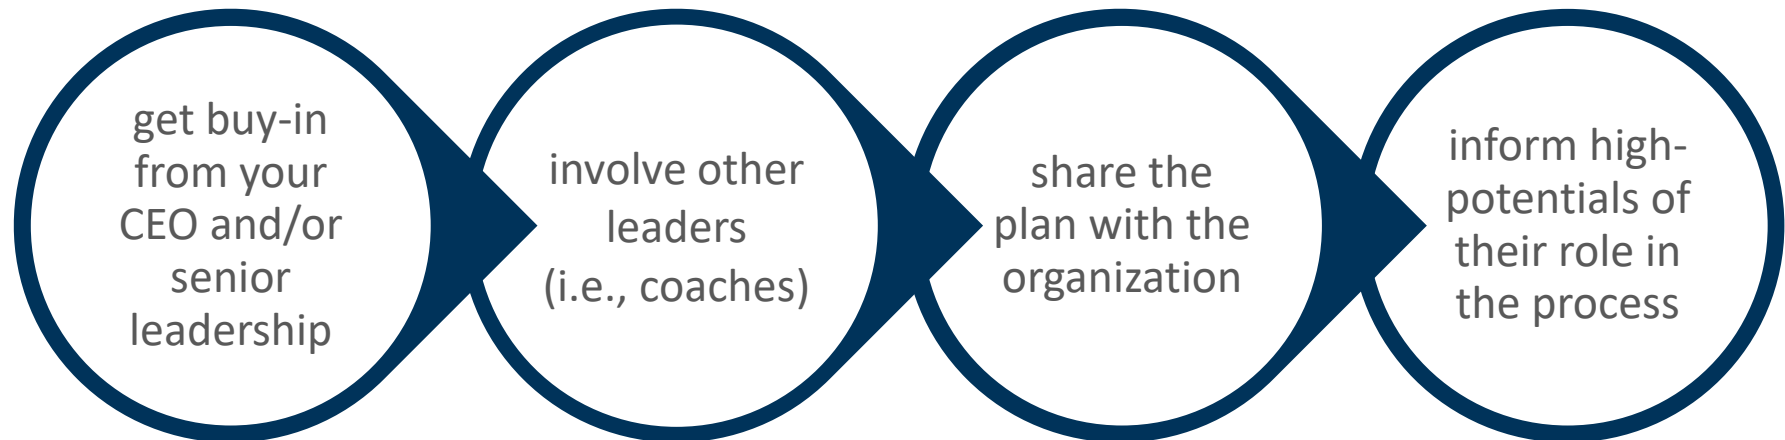 get buy-in
from your
CEO and/or
senior
leadership
involve other
leaders
(i.e., coaches)
share the
plan with the
organization
inform high-
potentials of
their role in
the process